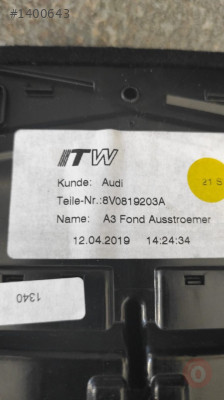 #1400643
ITW
Kunde: Audi
21 S
Teile-Nr.:8V0819203A
Name: A3 Fond Ausstroemer
12.04.2019 14:24:34
1340